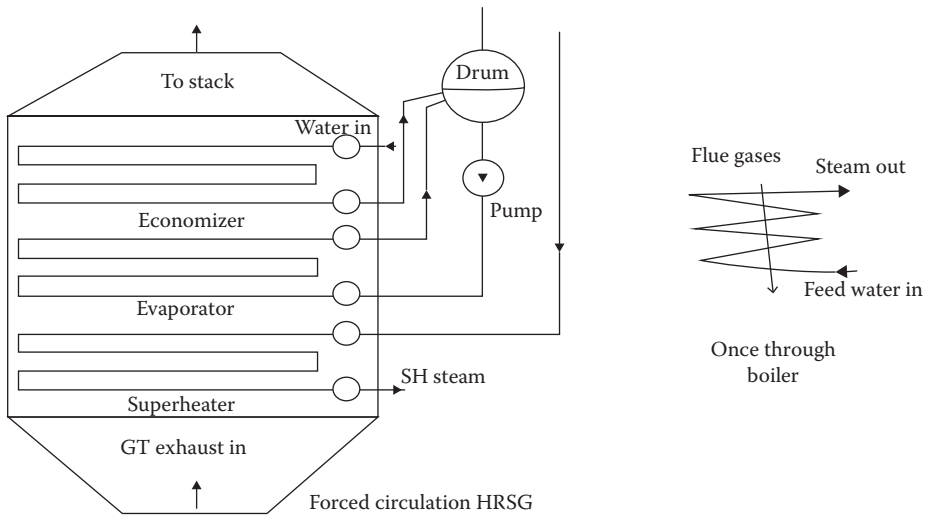 To stack
Drum
Water in
Economizer
Pump
Evaporator
SH steam
Superheater
GT exhaust in
Forced circulation HRSG
Flue gases
Steam out
Feed water in
Once through
boiler